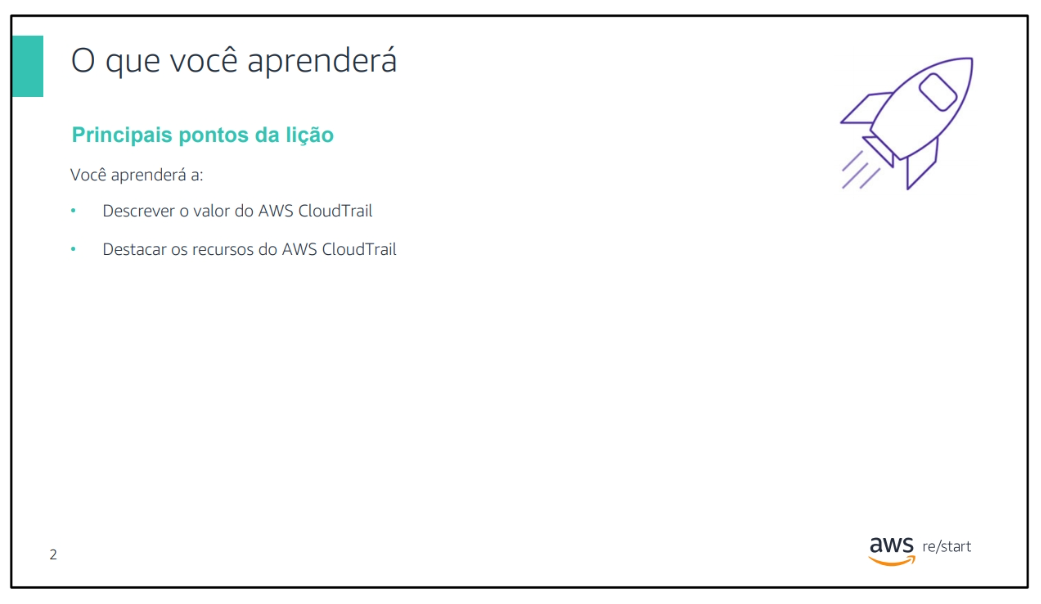 O que você aprenderá
Principais pontos da lição
Você aprenderá a:
• Descrever o valor do AWS CloudTrail
• Destacar os recursos do AWS CloudTrail
2
aws re/start